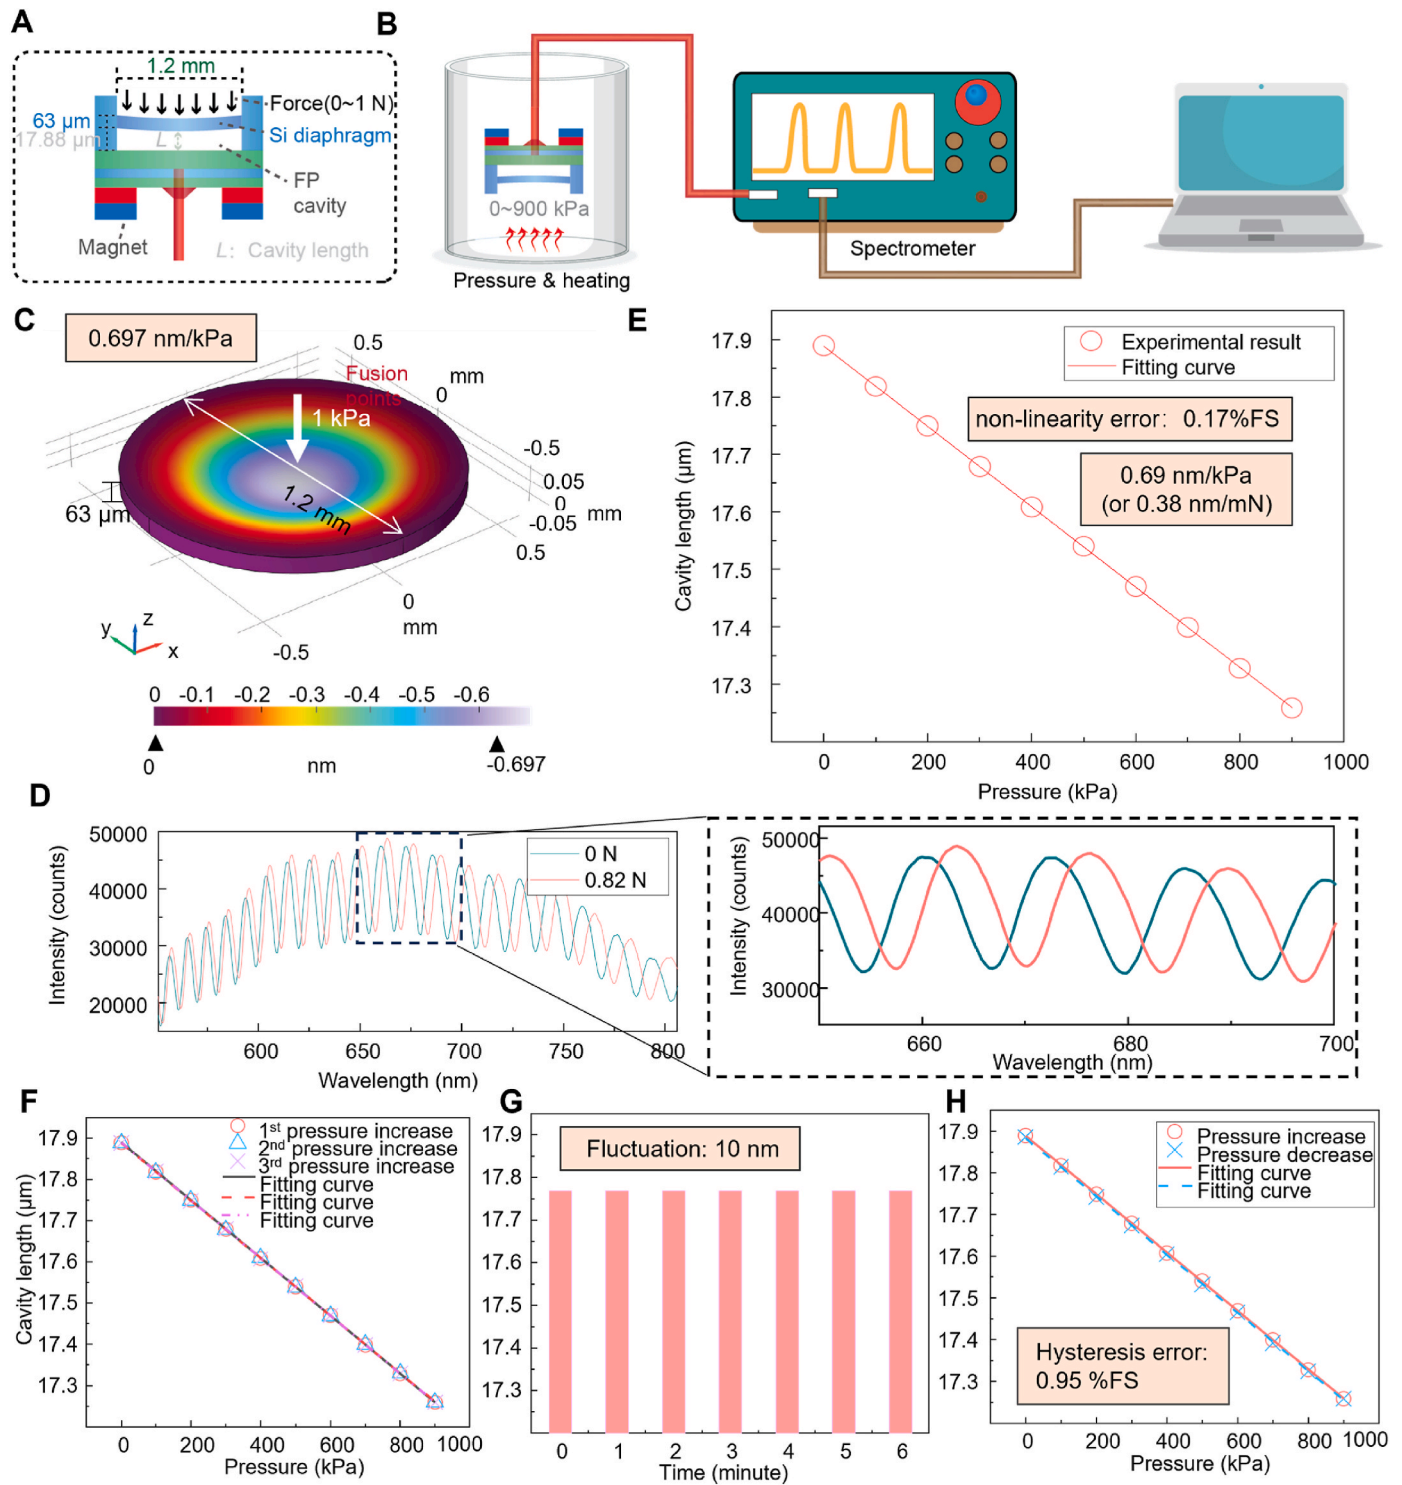 A
1.2 mm
Force(0~1 N)
63 μm
Si diaphragm
17.88 μm
L
FP
cavity
Magnet
L: Cavity length
B
0~900 kPa
Pressure & heating
Spectrometer
C
0.697 nm/kPa
0.5
Fusion
points
mm
0
1 kPa
-0.5
0.05
0
mm
-0.05
1.2 mm
63 μm
0.5
0
mm
-0.5
z
y
x
0 -0.1 -0.2 -0.3 -0.4 -0.5 -0.6
0
nm
-0.697
E
17.9
17.8
17.7
17.6
17.5
17.4
17.3
Cavity length (μm)
Experimental result
Fitting curve
non-linearity error: 0.17%FS
0.69 nm/kPa
(or 0.38 nm/mN)
0 200 400 600 800 1000
Pressure (kPa)
D
50000
40000
30000
20000
Intensity (counts)
0 N
0.82 N
600 650 700 750 800
Wavelength (nm)
50000
40000
30000
Intensity (counts)
660 680 700
Wavelength (nm)
F
17.9
17.8
17.7
17.6
17.5
17.4
17.3
Cavity length (μm)
1st pressure increase
2nd pressure increase
3rd pressure increase
Fitting curve
Fitting curve
Fitting curve
0 200 400 600 800 1000
Pressure (kPa)
G
17.9
17.8
17.7
17.6
17.5
17.4
17.3
Fluctuation: 10 nm
0 1 2 3 4 5 6
Time (minute)
H
17.9
17.8
17.7
17.6
17.5
17.4
17.3
Pressure increase
Pressure decrease
Fitting curve
Fitting curve
Hysteresis error:
0.95 %FS
0 200 400 600 800 1000
Pressure (kPa)